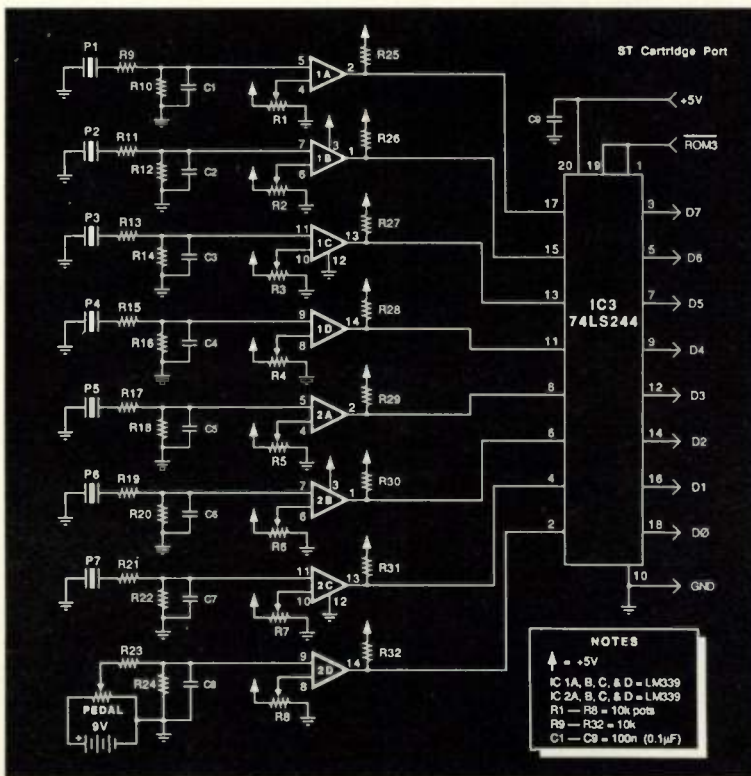 ST Cartridge Port
P1 R9 R10 C1 5 4 1A 2 R25 R1
P2 R11 R12 C2 7 6 3 1B 1 R26 R2
P3 R13 R14 C3 11 10 1C 13 12 R27 R3
P4 R15 R16 C4 9 8 1D 14 R28 R4
P5 R17 R18 C5 5 4 2A 2 R29 R5
P6 R19 R20 C6 7 6 3 2B 1 R30 R6
P7 R21 R22 C7 11 10 2C 13 12 R31 R7
R23 R24 C8 9 8 2D 14 R32 R8
PEDAL
9V
+
C9
+5V
ROM3
20 19 1
17 3 D7
15 5 D6
13 7 D5
11 9 D4
IC3
74LS244
8 12 D3
6 14 D2
4 16 D1
2 18 DØ
10 GND
NOTES
= +5V
IC 1A, B, C, & D = LM339
IC 2A, B, C, & D = LM339
R1 — R8 = 10k pots
R9 — R32 = 10k
C1 — C9 = 100n (0.1µF)